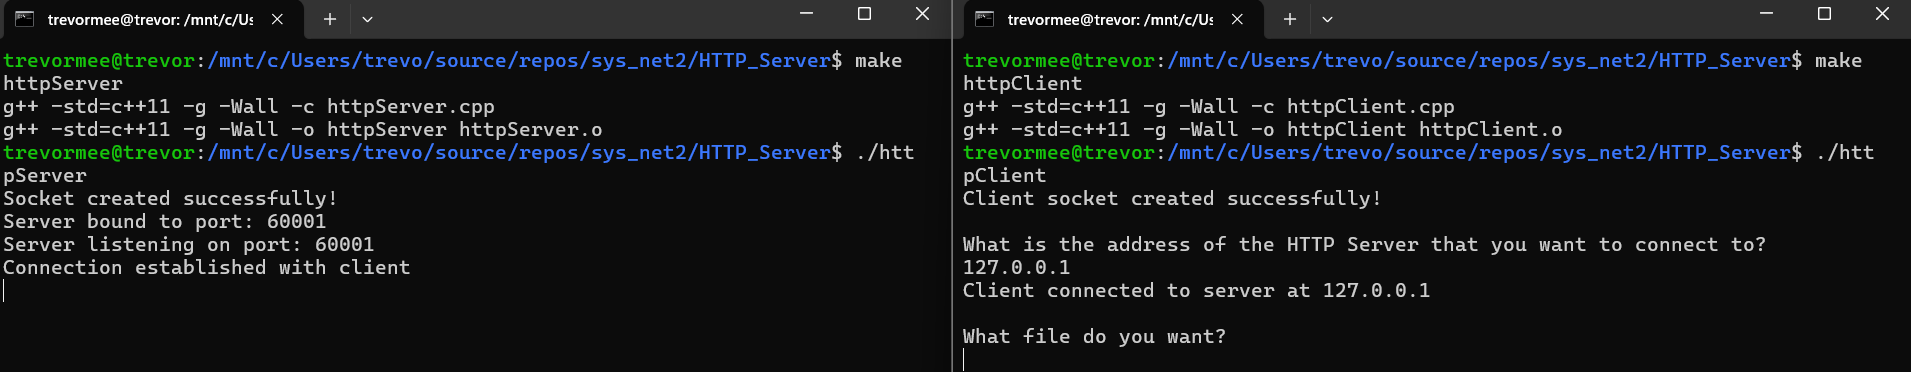 trevormee@trevor: /mnt/c/Us
trevormee@trevor:/mnt/c/Users/trevo/source/repos/sys_net2/HTTP_Server$ make
httpServer
g++ -std=c++11 -g -Wall -c httpServer.cpp
g++ -std=c++11 -g -Wall -o httpServer httpServer.o
trevormee@trevor:/mnt/c/Users/trevo/source/repos/sys_net2/HTTP_Server$ ./htt
pServer
Socket created successfully!
Server bound to port: 60001
Server listening on port: 60001
Connection established with client
trevormee@trevor: /mnt/c/Us
trevormee@trevor:/mnt/c/Users/trevo/source/repos/sys_net2/HTTP_Server$ make
httpClient
g++ -std=c++11 -g -Wall -c httpClient.cpp
g++ -std=c++11 -g -Wall -o httpClient httpClient.o
trevormee@trevor:/mnt/c/Users/trevo/source/repos/sys_net2/HTTP_Server$ ./htt
pClient
Client socket created successfully!
What is the address of the HTTP Server that you want to connect to?
127.0.0.1
Client connected to server at 127.0.0.1
What file do you want?